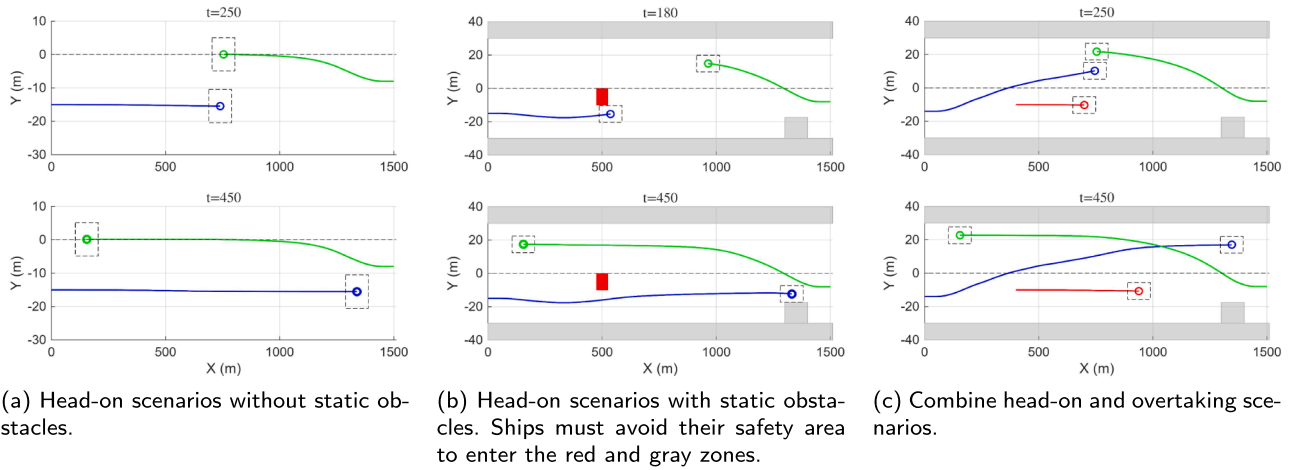 t=250
10
0
-10
-20
-30
Y (m)
0
500
1000
1500
t=450
10
0
-10
-20
-30
Y (m)
0
500
1000
1500
X (m)
(a) Head-on scenarios without static ob-
stacles.
t=180
40
20
0
-20
-40
Y (m)
0
500
1000
1500
t=450
40
20
0
-20
-40
Y (m)
0
500
1000
1500
X (m)
(b) Head-on scenarios with static obsta-
cles. Ships must avoid their safety area
to enter the red and gray zones.
t=250
40
20
0
-20
-40
Y (m)
0
500
1000
1500
t=450
40
20
0
-20
-40
Y (m)
0
500
1000
1500
X (m)
(c) Combine head-on and overtaking sce-
narios.